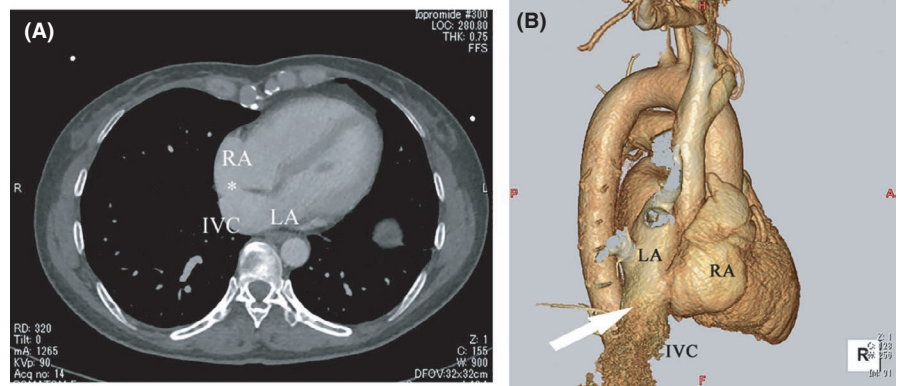 (A)
Iopromide #300
LOC: 280.80
THK: 0.75
FFS
R
L
RA
*
IVC
LA
RD: 320
Tilt: 0
mA: 1265
KVp: 90
Acq no: 14
Z: 1
C: 155
W: 900
DFOV:32x32cm
(B)
H
P
A
LA
RA
IVC
F
R
Z: 1